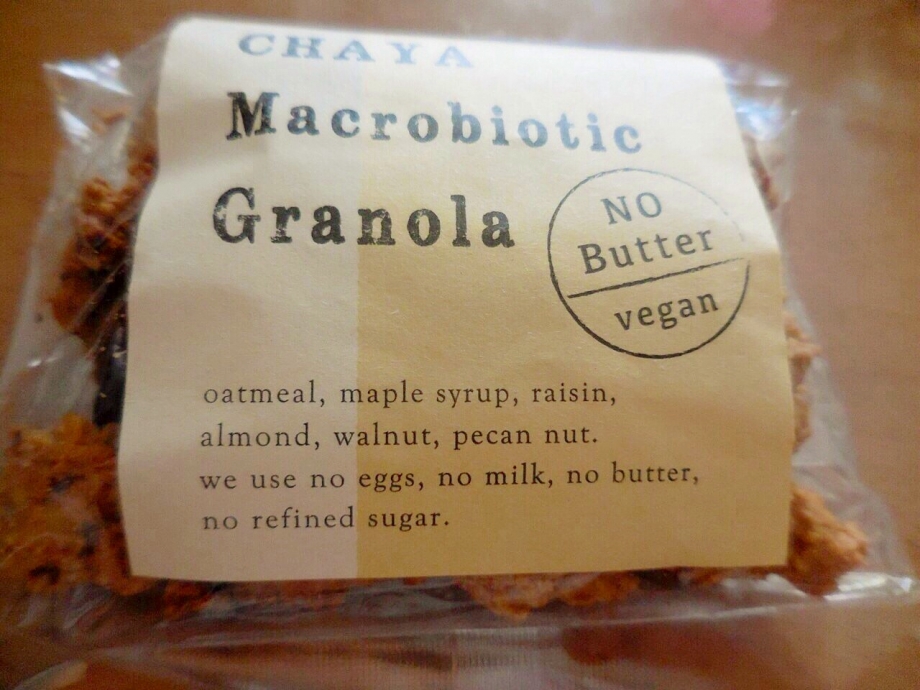 CHAYA
Macrobiotic
Granola
NO
Butter
vegan
oatmeal, maple syrup, raisin,
almond, walnut, pecan nut.
we use no eggs, no milk, no butter,
no refined sugar.